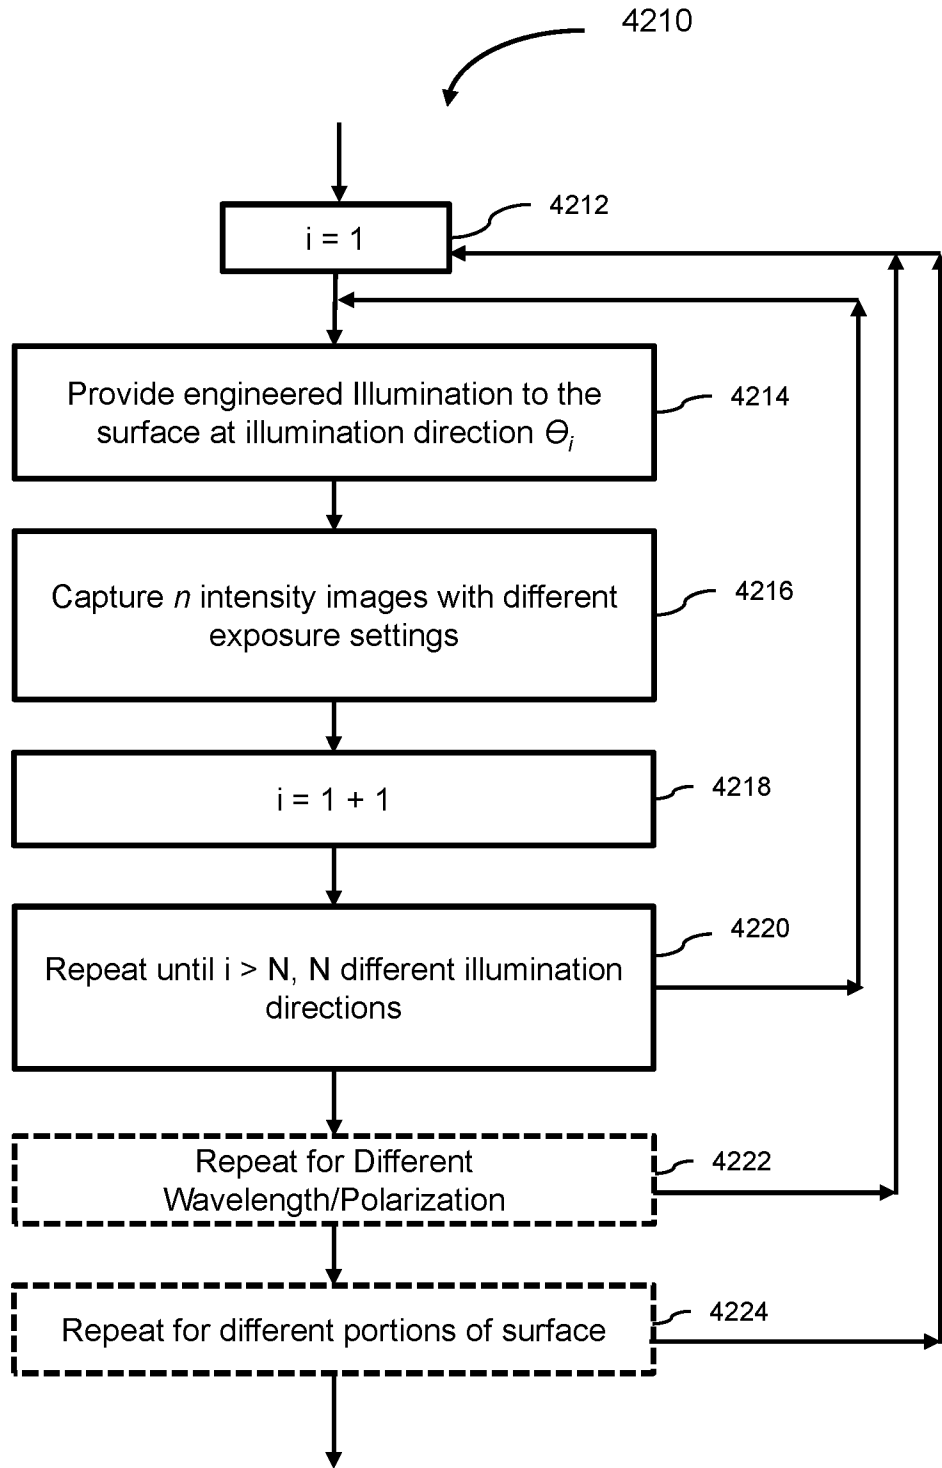 4210
i = 1
4212
Provide engineered Illumination to the
surface at illumination direction ϴi
4214
Capture n intensity images with different
exposure settings
4216
i = 1 + 1
4218
Repeat until i > N, N different illumination
directions
4220
Repeat for Different
Wavelength/Polarization
4222
Repeat for different portions of surface
4224